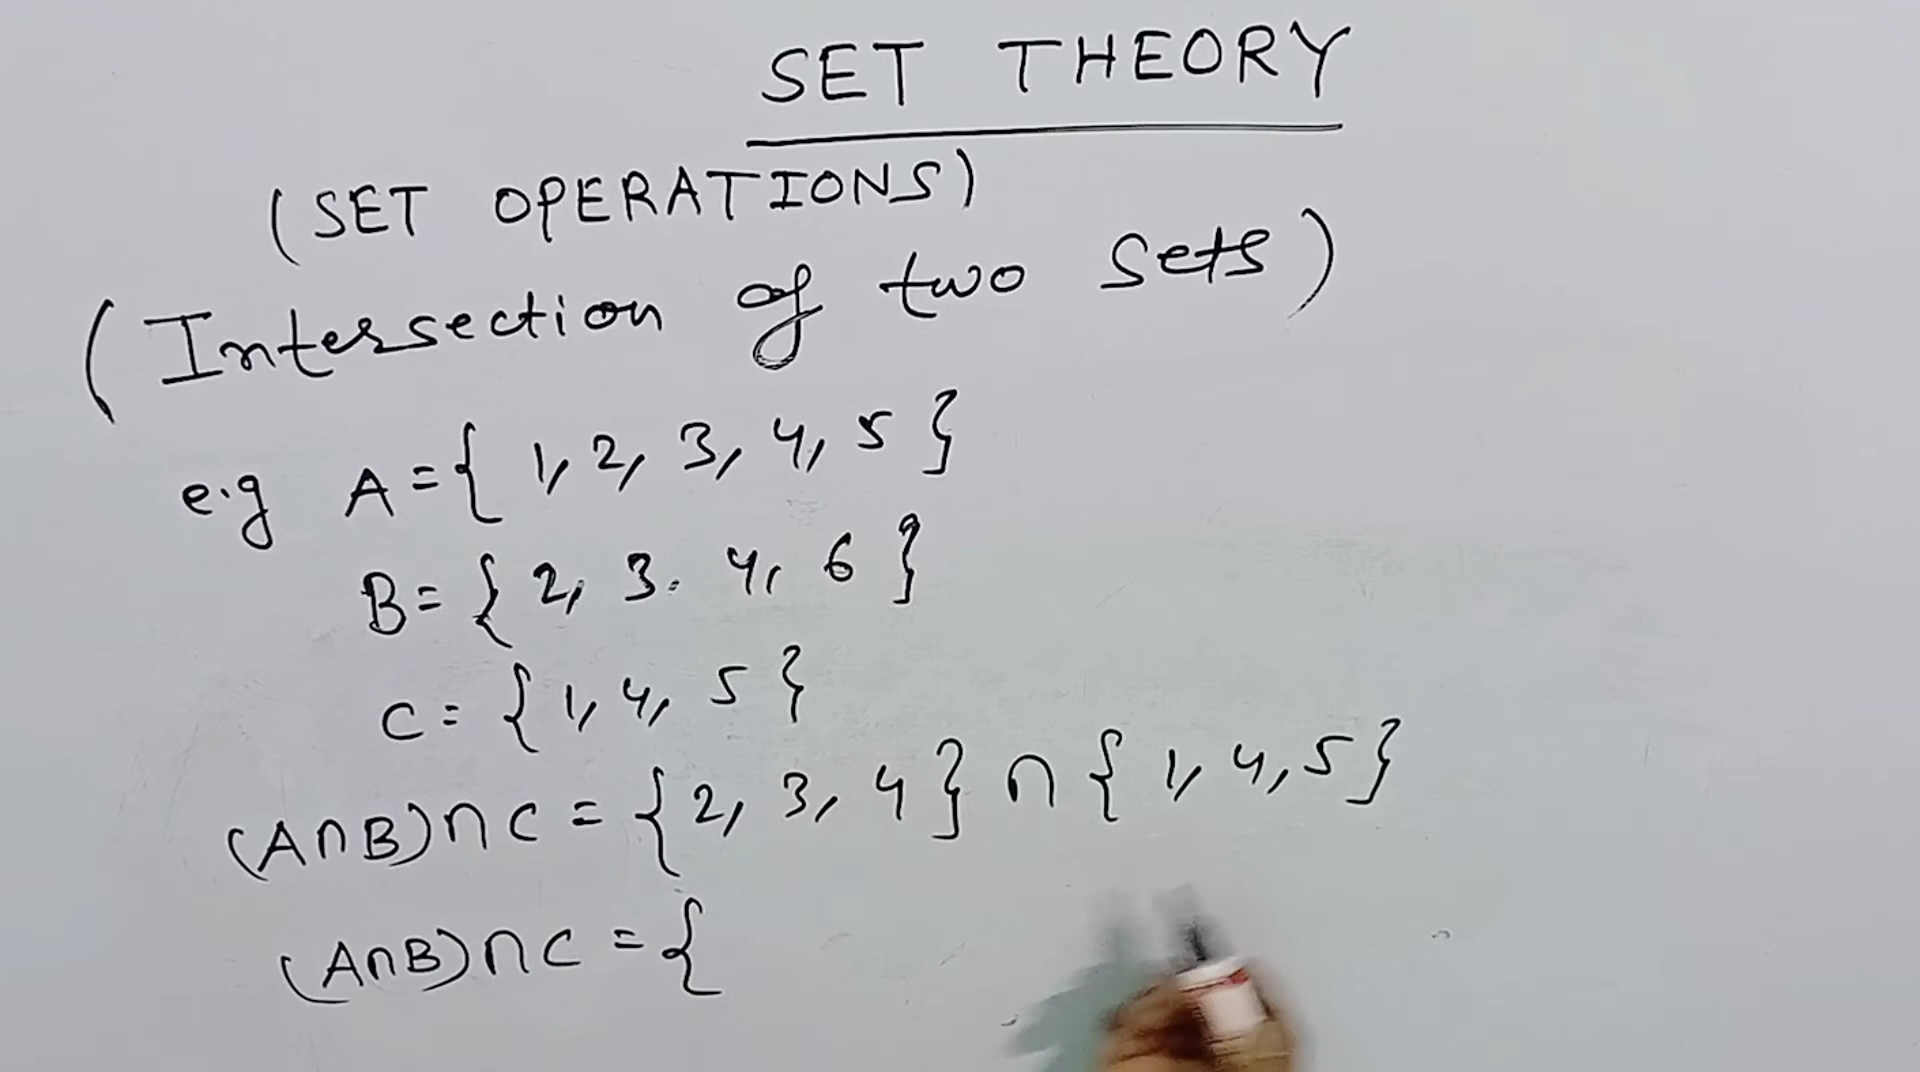 SET THEORY
(SET OPERATIONS)
(Intersection of two sets)
e.g A={ 1, 2, 3, 4, 5 }
B= { 2, 3. 4, 6 }
C= { 1, 4, 5 }
(A∩B)∩C = {2, 3, 4} ∩ { 1, 4, 5 }
(A∩B)∩C = {